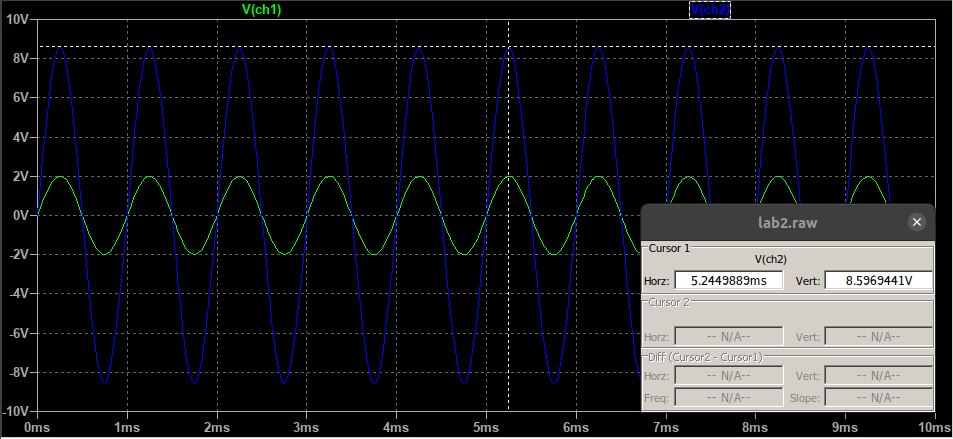 V(ch1) V(ch2)
10V
8V
6V
4V
2V
0V
-2V
-4V
-6V
-8V
-10V
0ms 1ms 2ms 3ms 4ms 5ms 6ms 7ms 8ms 9ms 10ms
lab2.raw
Cursor 1
V(ch2)
Horz: 5.2449889ms Vert: 8.5969441V
Cursor 2
Horz: -- N/A-- Vert: -- N/A--
Diff (Cursor2 - Cursor1)
Horz: -- N/A-- Vert: -- N/A--
Freq: -- N/A-- Slope: -- N/A--